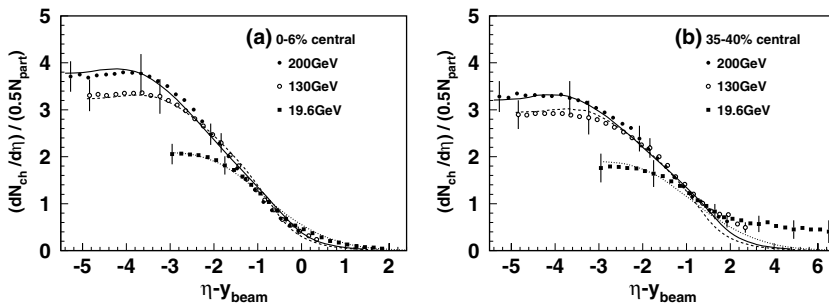 (dN_ch/dη) / (0.5N_part)
5
4
3
2
1
0
(a) 0-6% central
200GeV
130GeV
19.6GeV
-5 -4 -3 -2 -1 0 1 2
η-y_beam
(dN_ch/dη) / (0.5N_part)
5
4
3
2
1
0
(b) 35-40% central
200GeV
130GeV
19.6GeV
-5 -4 -3 -2 -1 2 4 6
η-y_beam